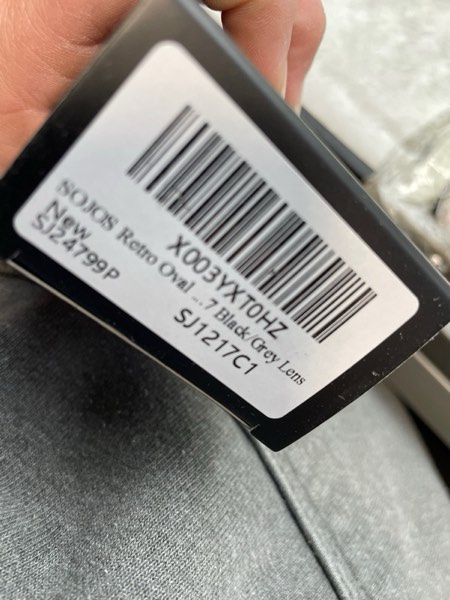 X003YXT0HZ
SOJOS Retro Oval ...7 Black/Grey Lens
New
SJ24799P
SJ1217C1